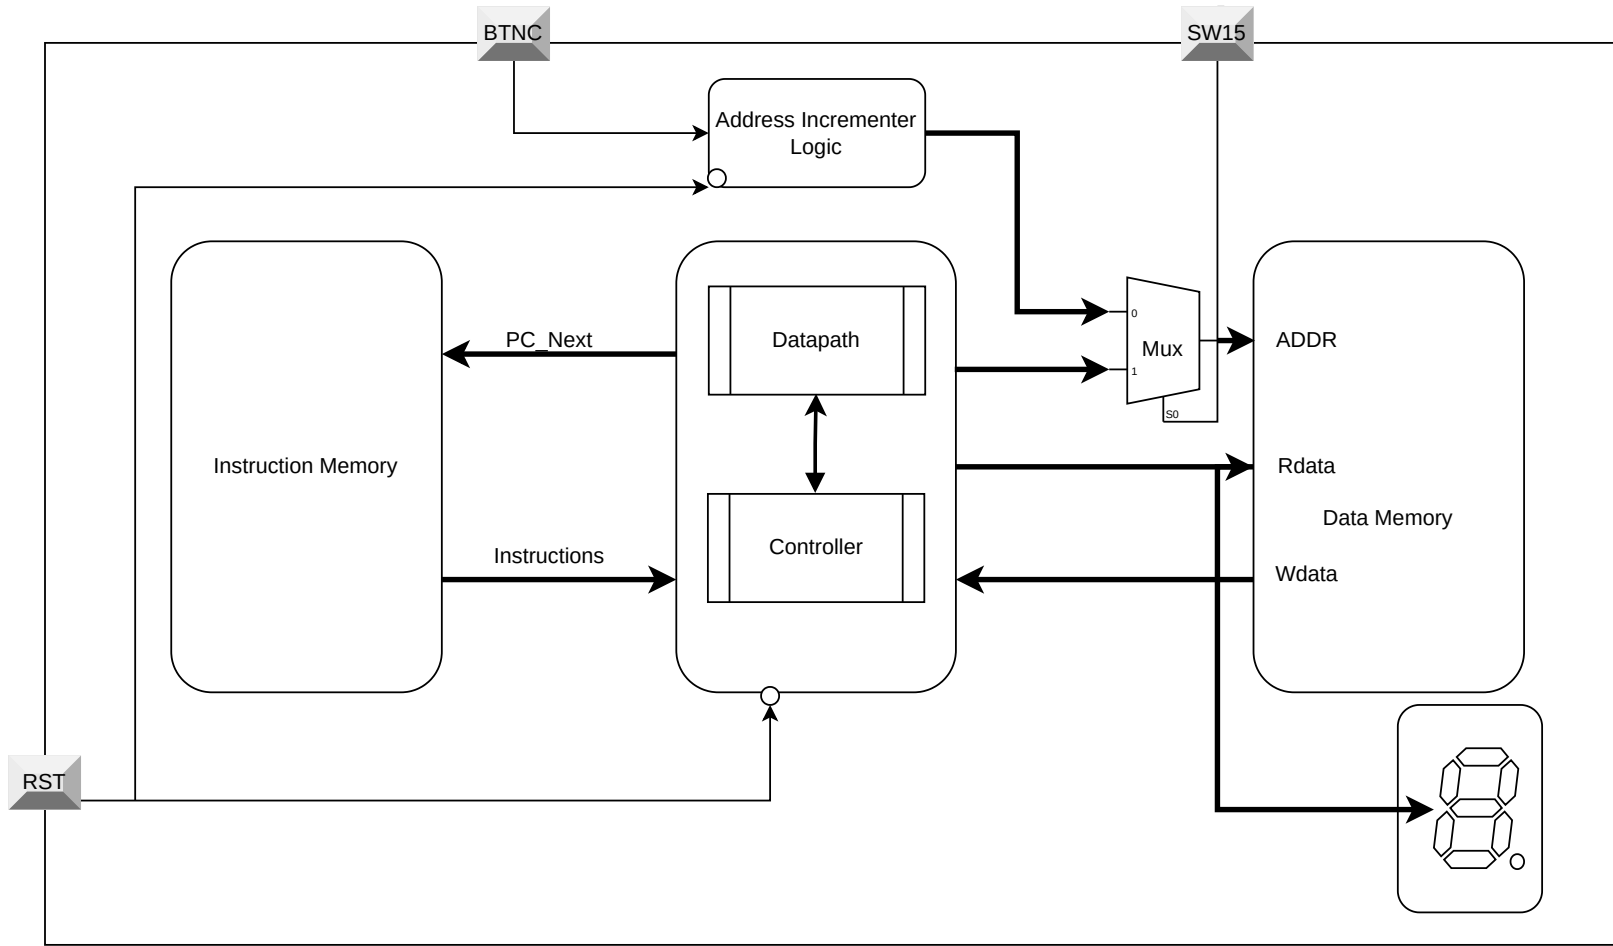 BTNC
SW15
Address Incrementer
Logic
PC_Next
Datapath
0
Mux
1
S0
ADDR
Instruction Memory
Rdata
Data Memory
Controller
Instructions
Wdata
RST